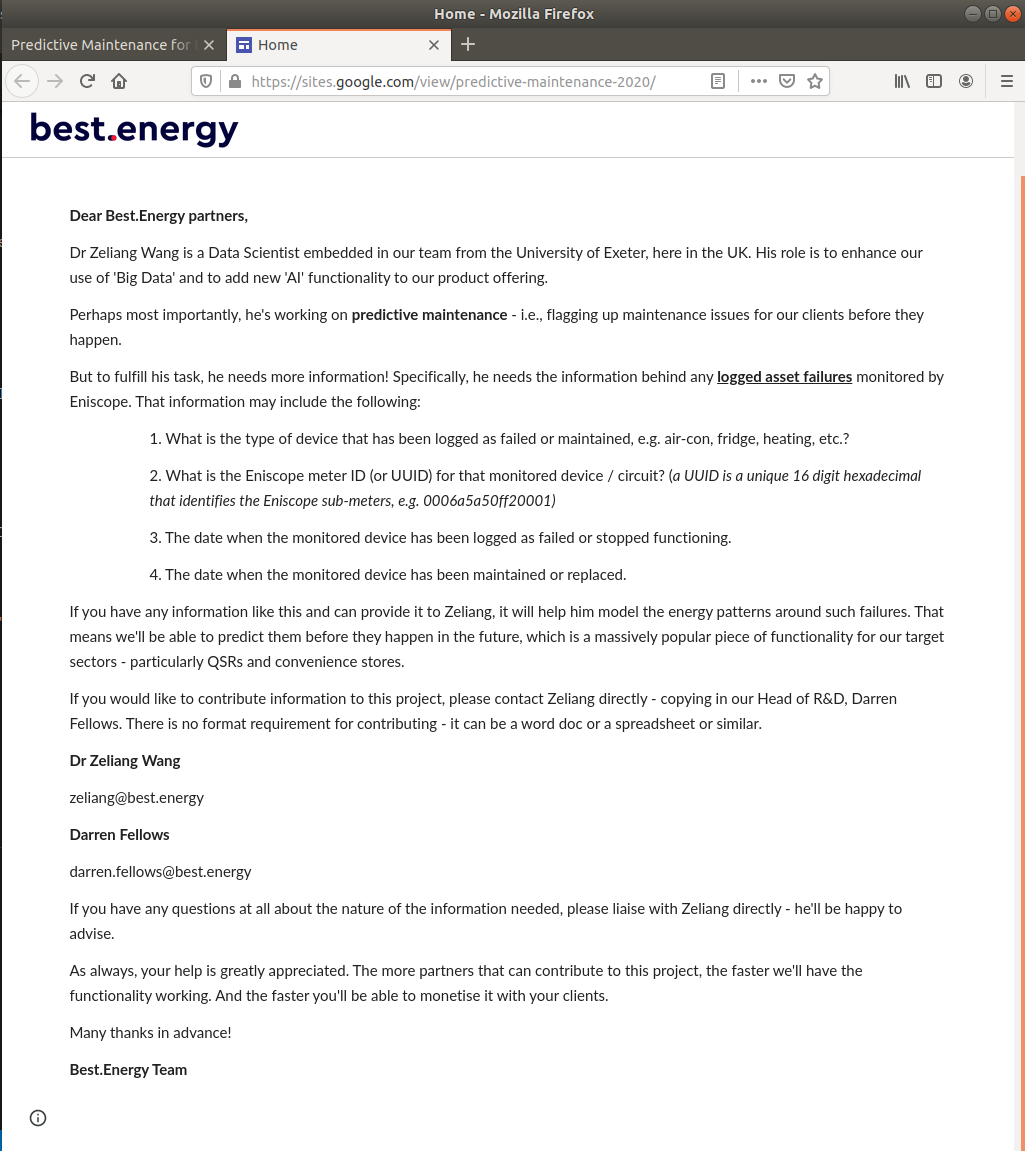 Home - Mozilla Firefox
Predictive Maintenance for
Home
https://sites.google.com/view/predictive-maintenance-2020/
best.energy
Dear Best.Energy partners,
Dr Zeliang Wang is a Data Scientist embedded in our team from the University of Exeter, here in the UK. His role is to enhance our
use of 'Big Data' and to add new 'AI' functionality to our product offering.
Perhaps most importantly, he's working on predictive maintenance - i.e., flagging up maintenance issues for our clients before they
happen.
But to fulfill his task, he needs more information! Specifically, he needs the information behind any logged asset failures monitored by
Eniscope. That information may include the following:
1. What is the type of device that has been logged as failed or maintained, e.g. air-con, fridge, heating, etc.?
2. What is the Eniscope meter ID (or UUID) for that monitored device / circuit? (a UUID is a unique 16 digit hexadecimal
that identifies the Eniscope sub-meters, e.g. 0006a5a50ff20001)
3. The date when the monitored device has been logged as failed or stopped functioning.
4. The date when the monitored device has been maintained or replaced.
If you have any information like this and can provide it to Zeliang, it will help him model the energy patterns around such failures. That
means we'll be able to predict them before they happen in the future, which is a massively popular piece of functionality for our target
sectors - particularly QSRs and convenience stores.
If you would like to contribute information to this project, please contact Zeliang directly - copying in our Head of R&D, Darren
Fellows. There is no format requirement for contributing - it can be a word doc or a spreadsheet or similar.
Dr Zeliang Wang
zeliang@best.energy
Darren Fellows
darren.fellows@best.energy
If you have any questions at all about the nature of the information needed, please liaise with Zeliang directly - he'll be happy to
advise.
As always, your help is greatly appreciated. The more partners that can contribute to this project, the faster we'll have the
functionality working. And the faster you'll be able to monetise it with your clients.
Many thanks in advance!
Best.Energy Team